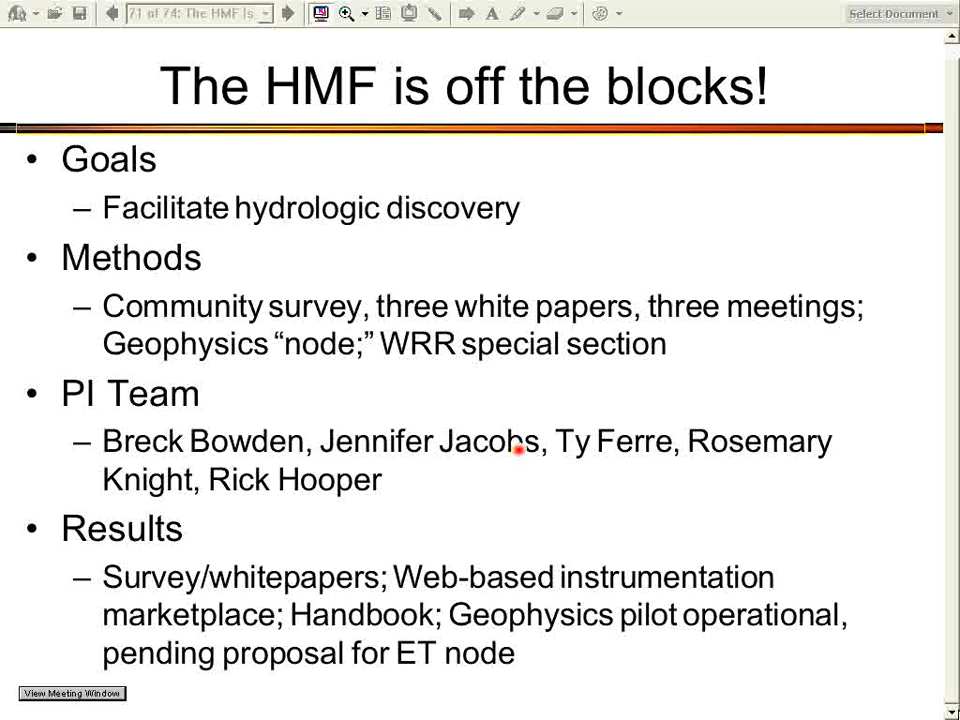 71 of 74: The HMF Is
Select Document
The HMF is off the blocks!
• Goals
– Facilitate hydrologic discovery
• Methods
– Community survey, three white papers, three meetings;
Geophysics “node;” WRR special section
• PI Team
– Breck Bowden, Jennifer Jacobs, Ty Ferre, Rosemary
Knight, Rick Hooper
• Results
– Survey/whitepapers; Web-based instrumentation
marketplace; Handbook; Geophysics pilot operational,
pending proposal for ET node
View Meeting Window